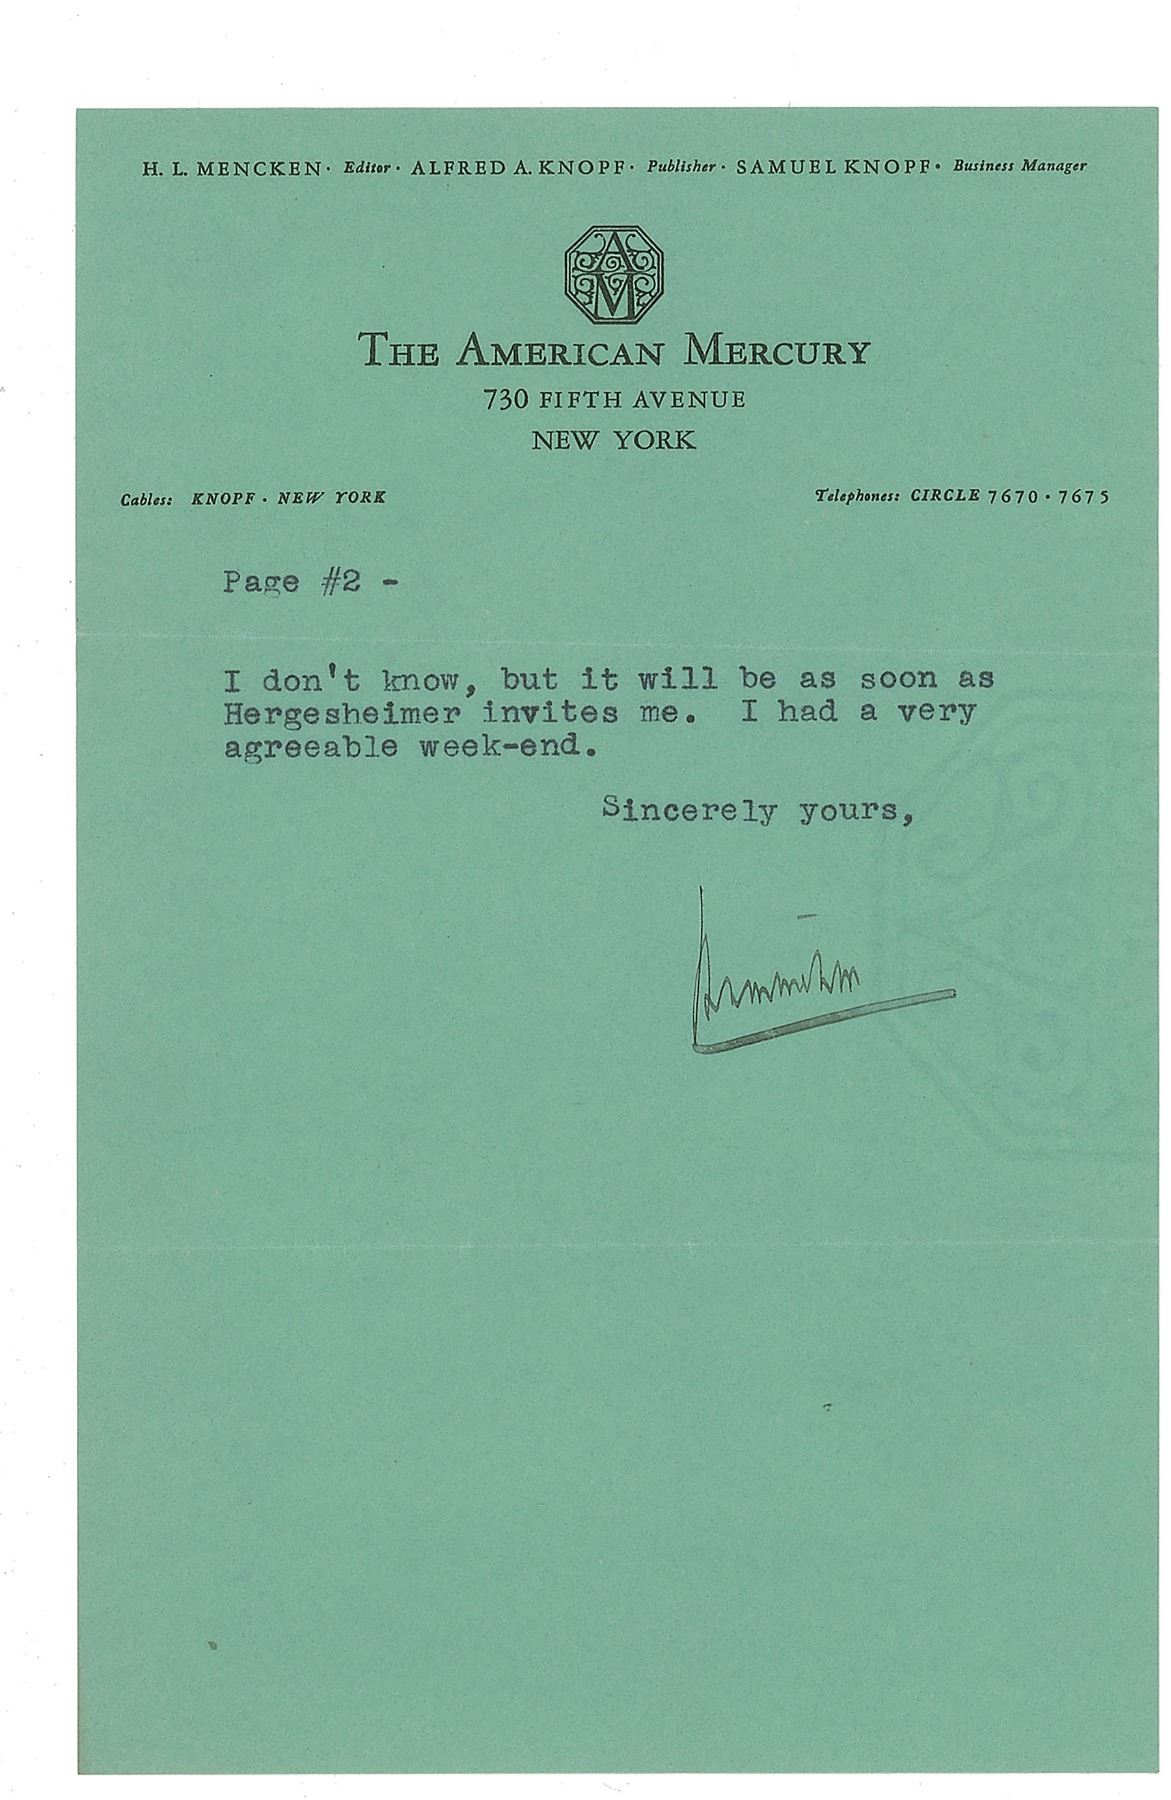 H. L. MENCKEN · Editor · ALFRED A. KNOPF · Publisher · SAMUEL KNOPF · Business Manager
AM
THE AMERICAN MERCURY
730 FIFTH AVENUE
NEW YORK
Cables: KNOPF · NEW YORK
Telephones: CIRCLE 7670 · 7675
Page #2 -
I don't know, but it will be as soon as
Hergesheimer invites me. I had a very
agreeable week-end.
Sincerely yours,